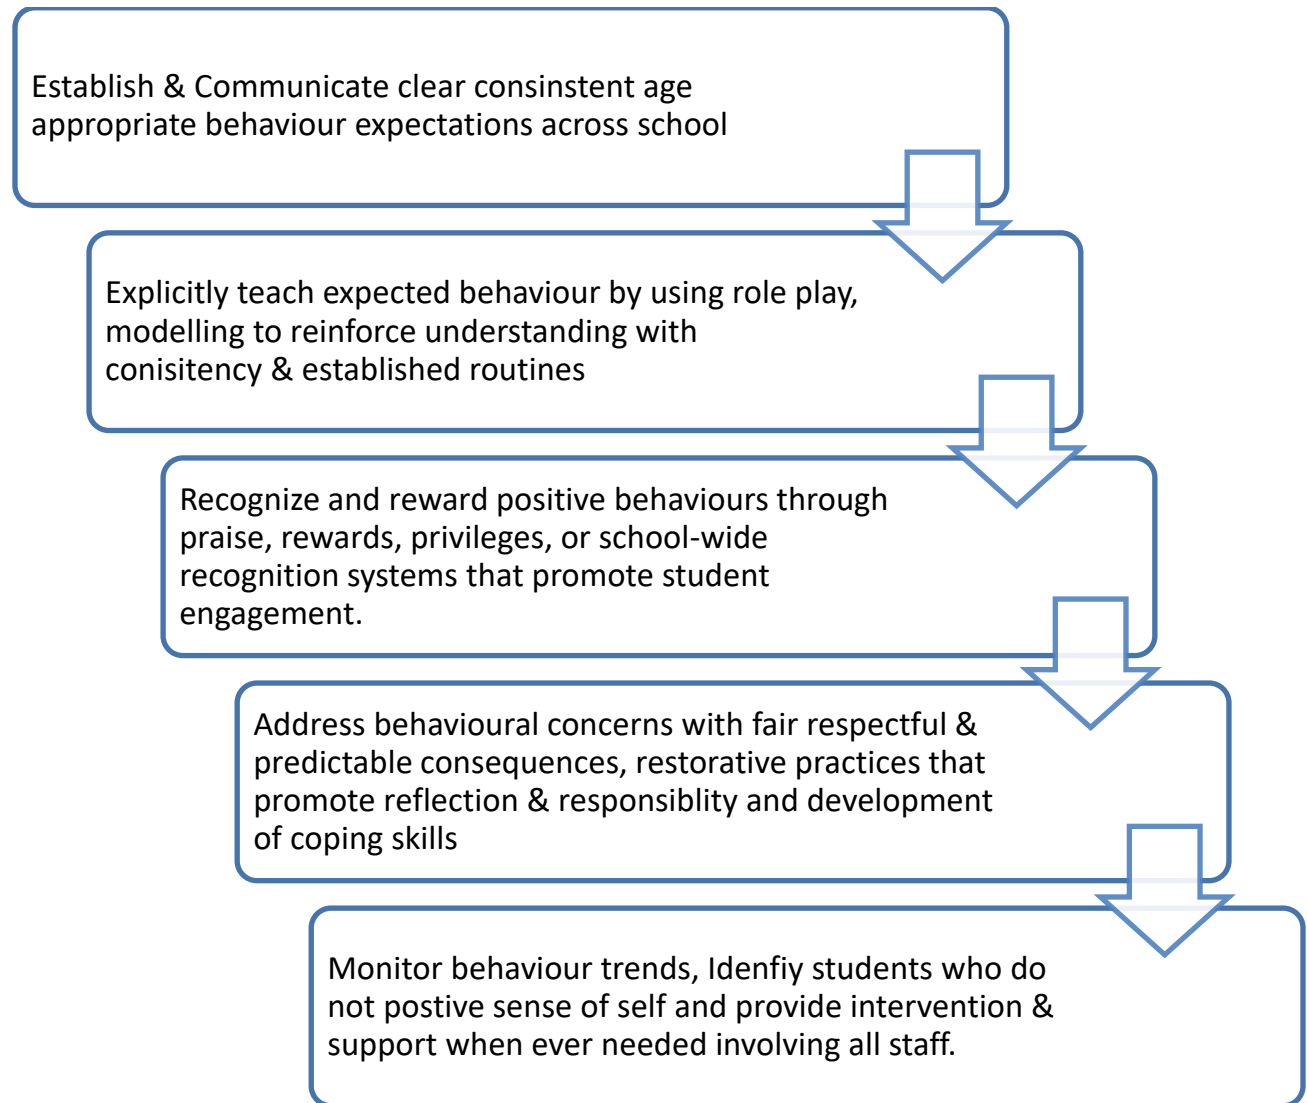 Establish & Communicate clear consinstent age
appropriate behaviour expectations across school
Explicitly teach expected behaviour by using role play,
modelling to reinforce understanding with
conisitency & established routines
Recognize and reward positive behaviours through
praise, rewards, privileges, or school-wide
recognition systems that promote student
engagement.
Address behavioural concerns with fair respectful &
predictable consequences, restorative practices that
promote reflection & responsiblity and development
of coping skills
Monitor behaviour trends, Idenfiy students who do
not postive sense of self and provide intervention &
support when ever needed involving all staff.